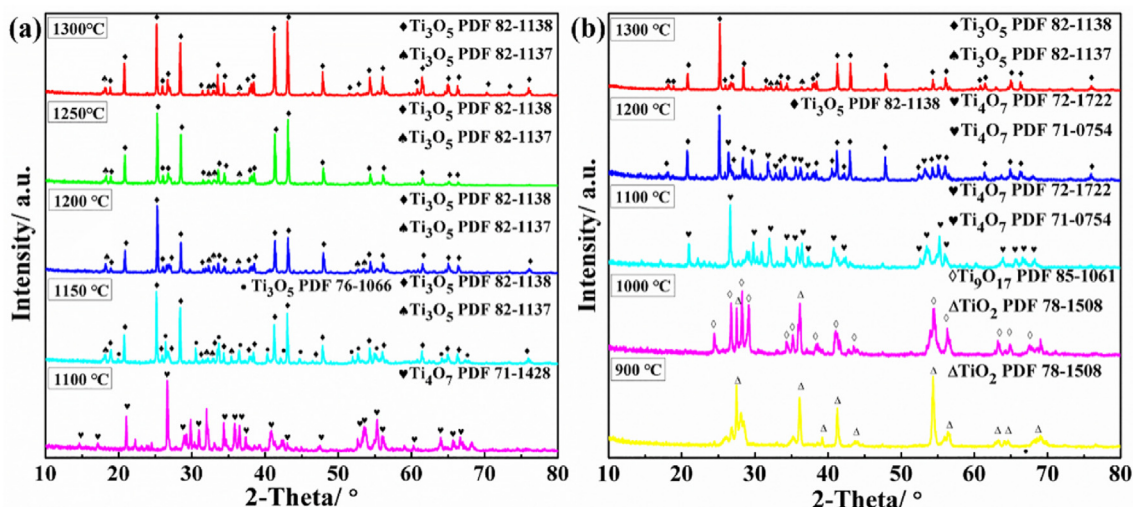 (a)
1300℃
♦Ti₃O₅ PDF 82-1138
♠Ti₃O₅ PDF 82-1137
1250℃
♦Ti₃O₅ PDF 82-1138
♠Ti₃O₅ PDF 82-1137
1200 ℃
♦Ti₃O₅ PDF 82-1138
♠Ti₃O₅ PDF 82-1137
1150 ℃
• Ti₃O₅ PDF 76-1066
♦Ti₃O₅ PDF 82-1138
♠Ti₃O₅ PDF 82-1137
1100 ℃
♥Ti₄O₇ PDF 71-1428
Intensity/ a.u.
10 20 30 40 50 60 70 80
2-Theta/ °
(b)
1300 ℃
♦Ti₃O₅ PDF 82-1138
♠Ti₃O₅ PDF 82-1137
1200 ℃
♦Ti₃O₅ PDF 82-1138
♥Ti₄O₇ PDF 72-1722
♥Ti₄O₇ PDF 71-0754
1100 ℃
♥Ti₄O₇ PDF 72-1722
♥Ti₄O₇ PDF 71-0754
1000 ℃
◊Ti₉O₁₇ PDF 85-1061
ΔTiO₂ PDF 78-1508
900 ℃
ΔTiO₂ PDF 78-1508
Intensity/ a.u.
10 20 30 40 50 60 70 80
2-Theta/ °